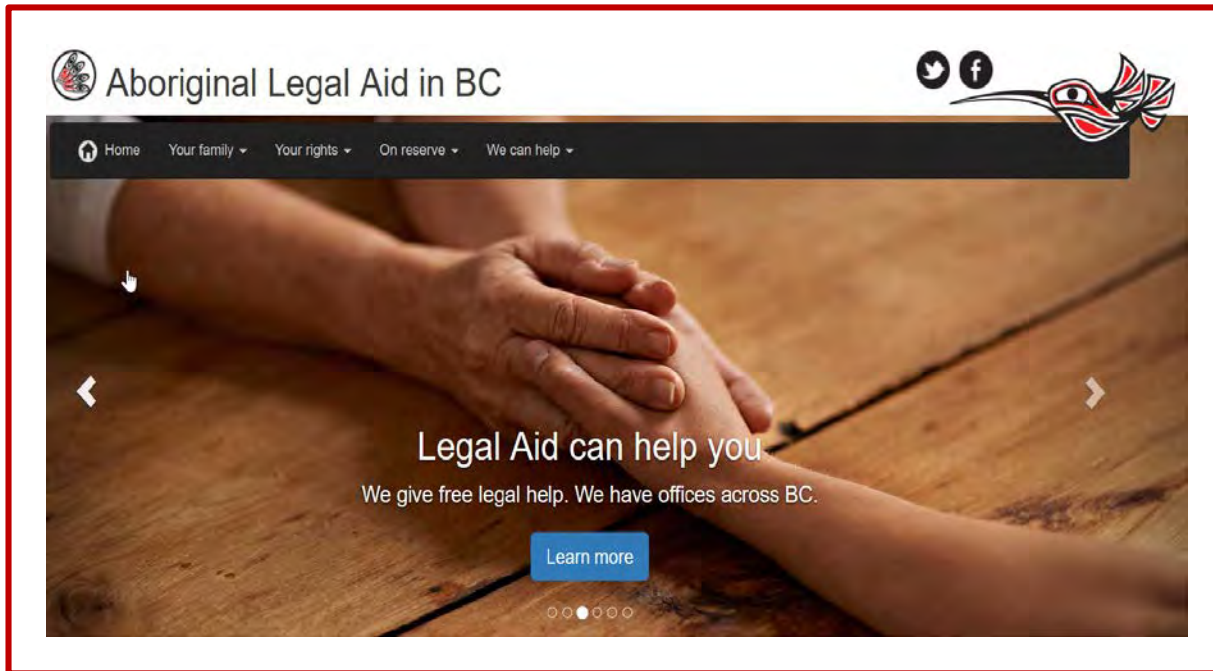 Aboriginal Legal Aid in BC
Home Your family Your rights On reserve We can help
Legal Aid can help you
We give free legal help. We have offices across BC.
Learn more